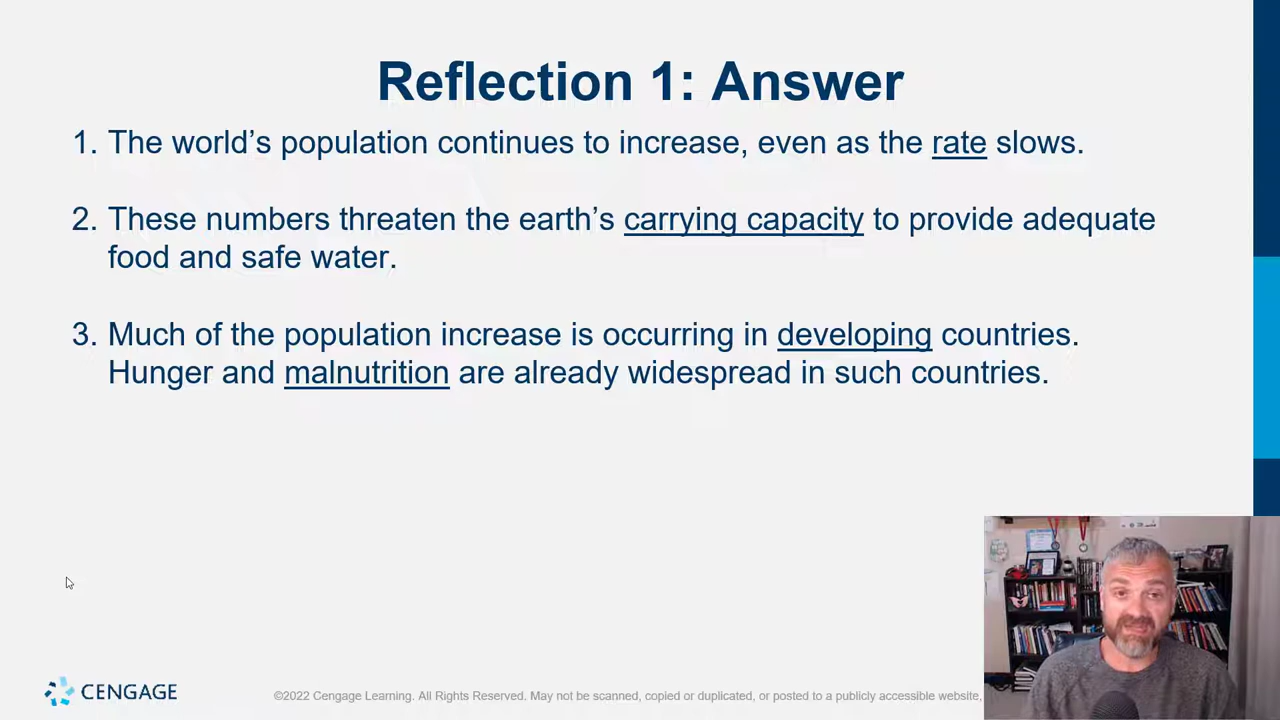 Reflection 1: Answer
1. The world’s population continues to increase, even as the rate slows.
2. These numbers threaten the earth’s carrying capacity to provide adequate
food and safe water.
3. Much of the population increase is occurring in developing countries.
Hunger and malnutrition are already widespread in such countries.
CENGAGE
©2022 Cengage Learning. All Rights Reserved. May not be scanned, copied or duplicated, or posted to a publicly accessible website,